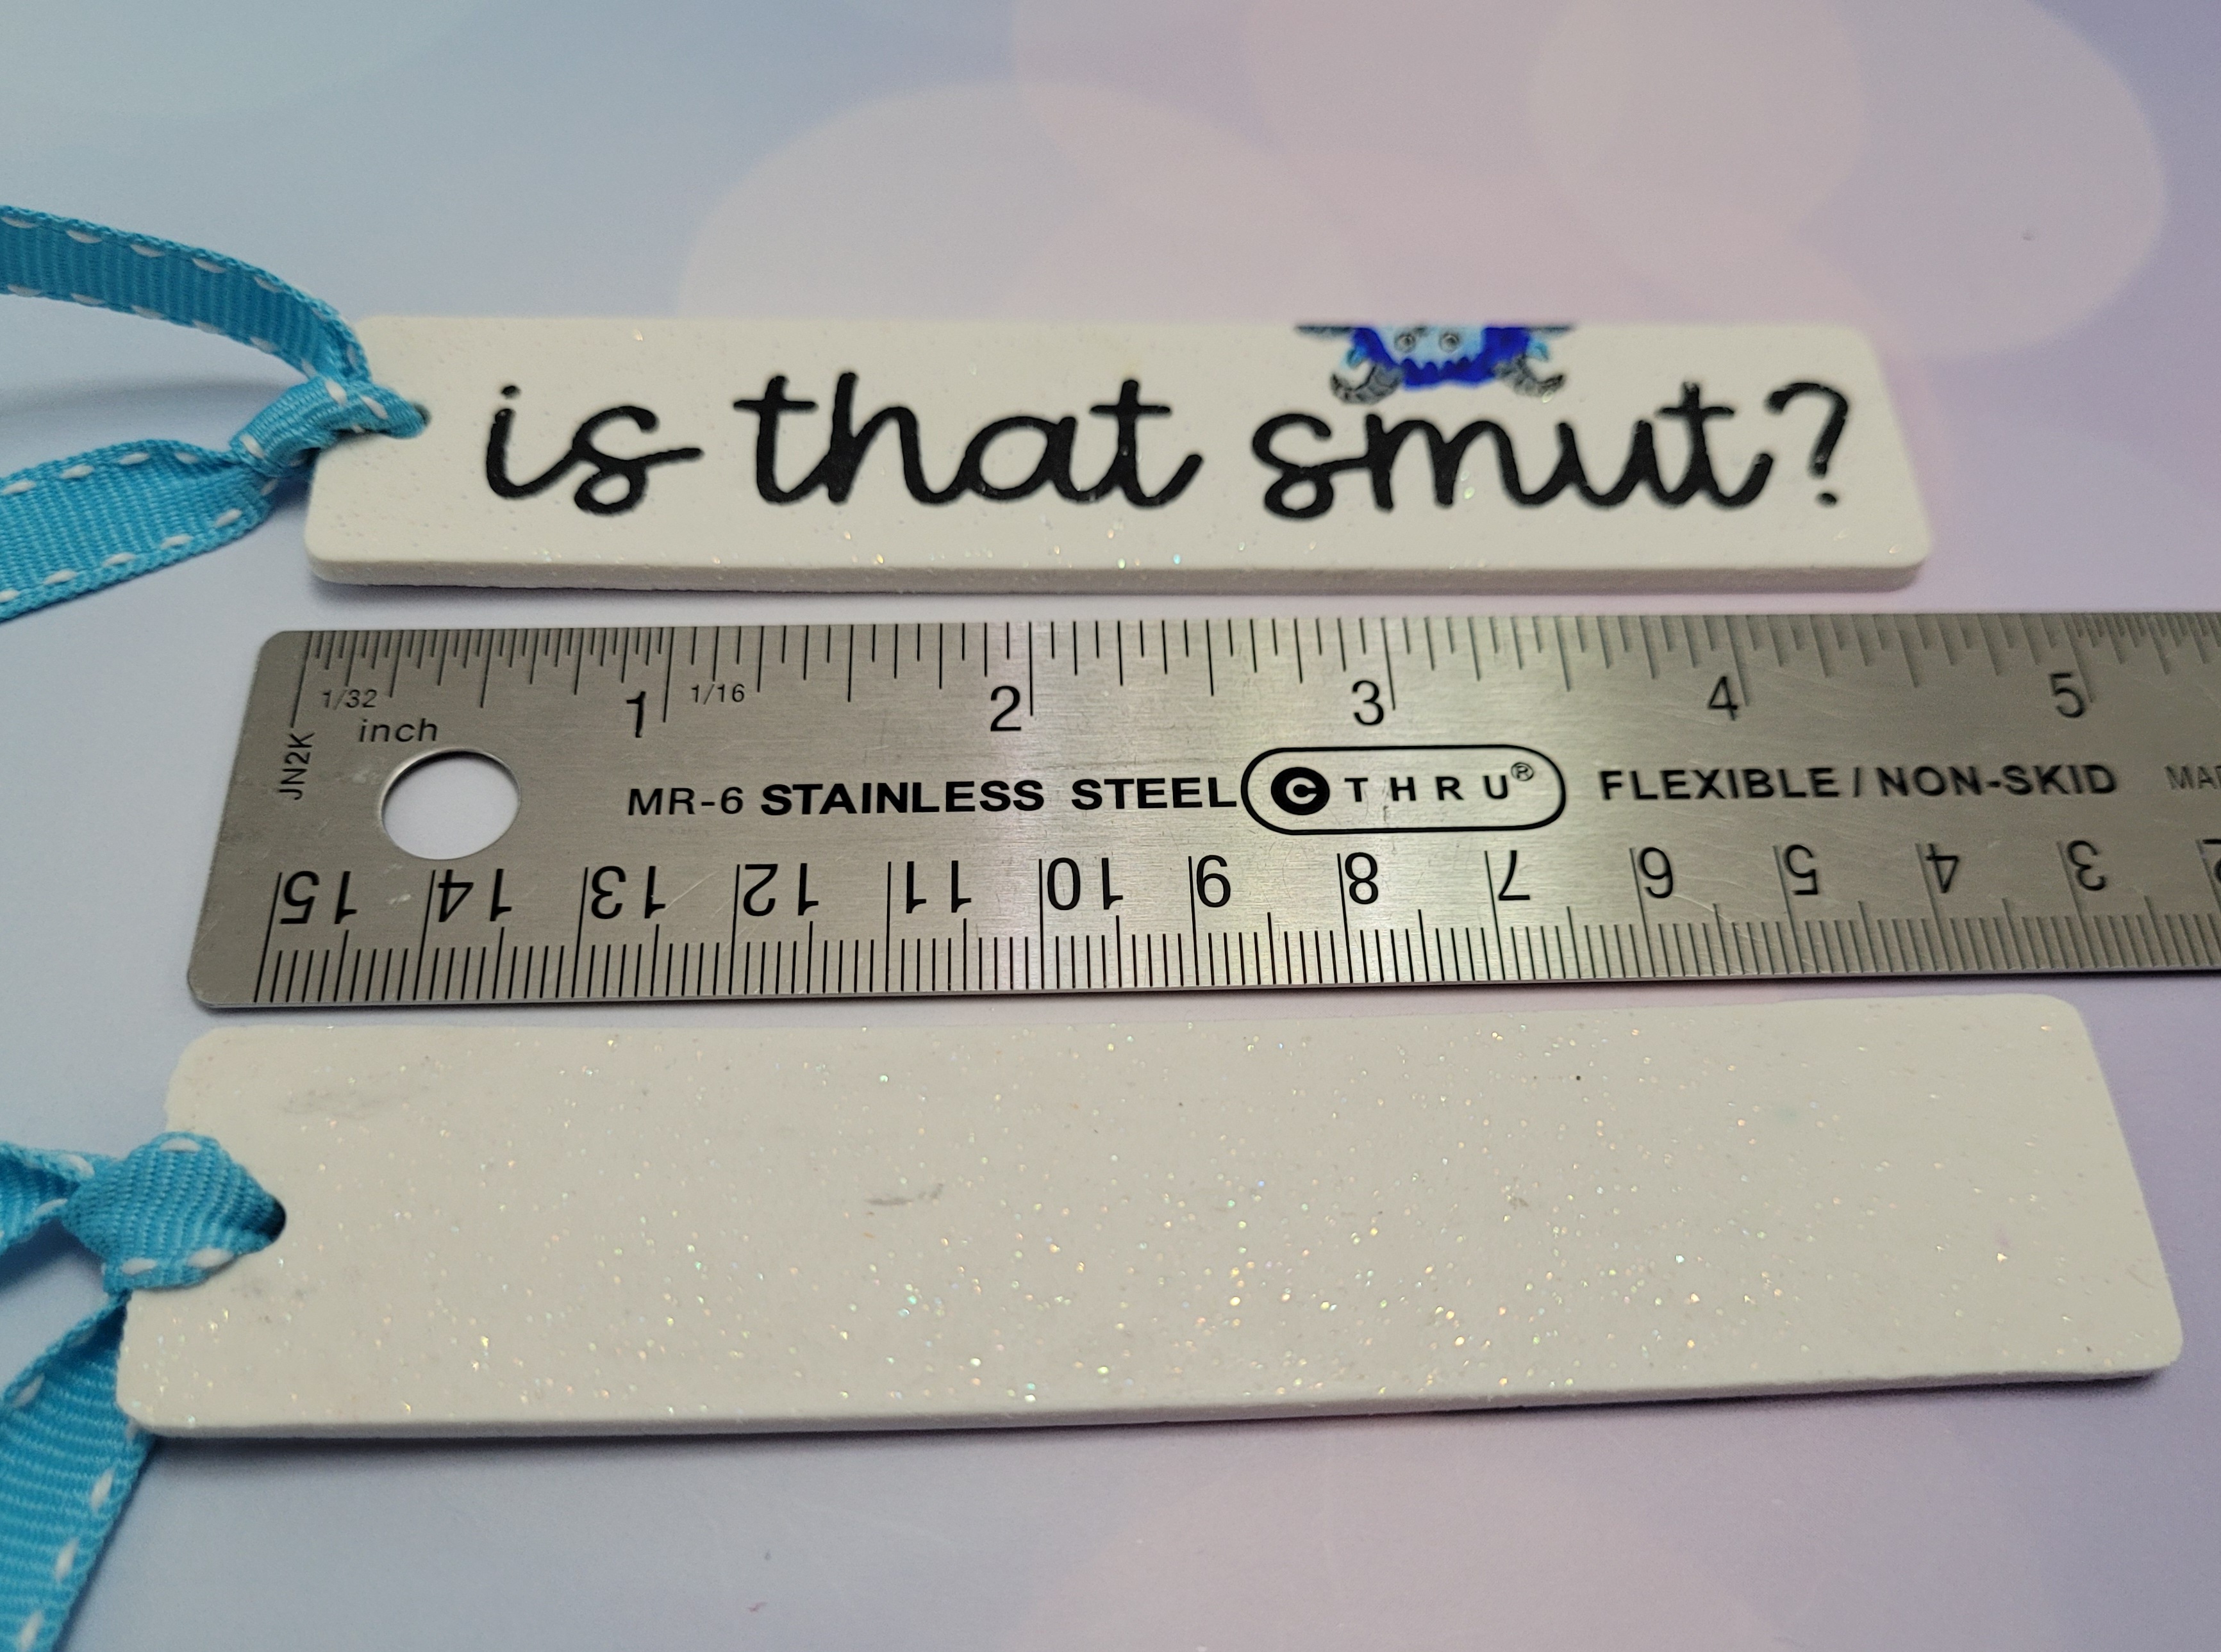 is that smut?
1 2 3 4 5
1/32 1/16
inch
JN2K
MR-6 STAINLESS STEEL C THRU® FLEXIBLE / NON-SKID
15 14 13 12 11 10 9 8 7 6 5 4 3